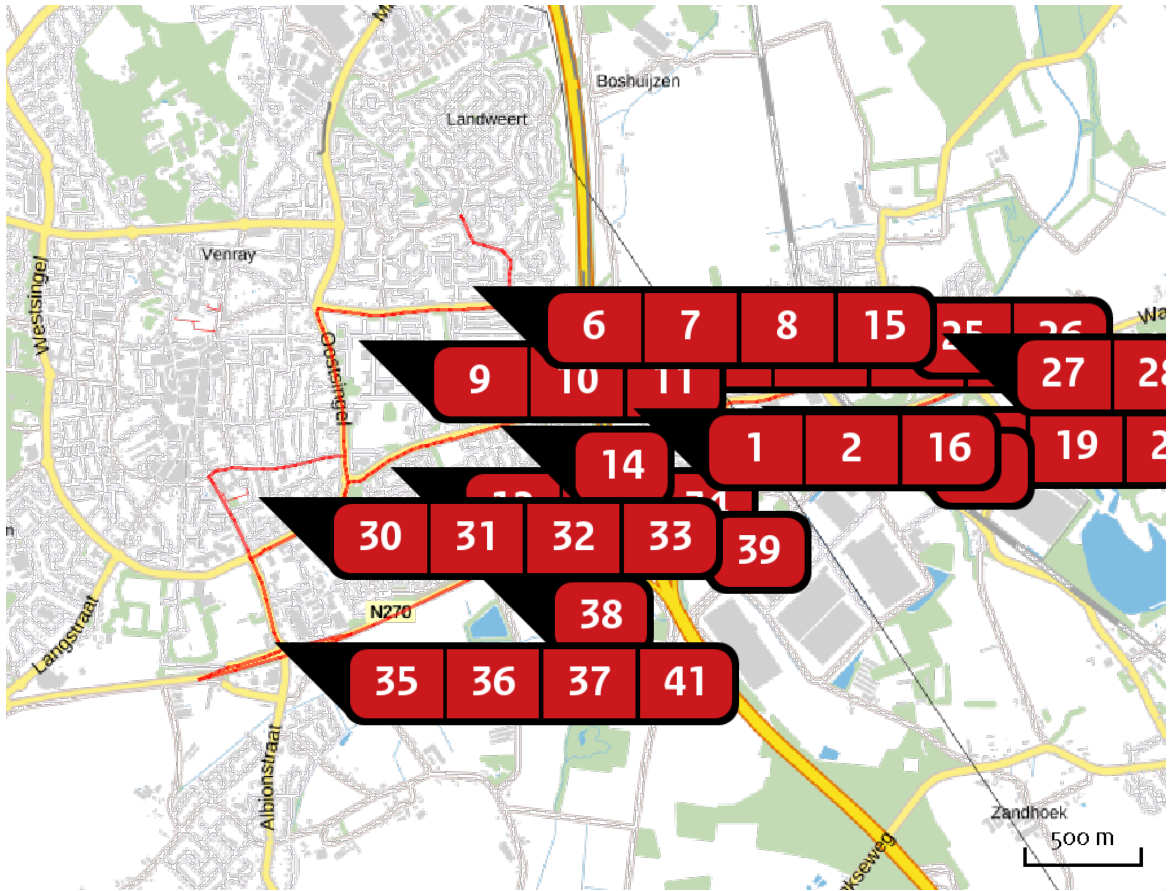 Boshuijzen
Landweert
Venray
Westsingel
Oostsingel
6 7 8 15 25 26
27
9 10 11
1 2 16 19
14
30 31 32 33 39
N270
38
Langstraat
35 36 37 41
Albionstraat
Zandhoek
500 m